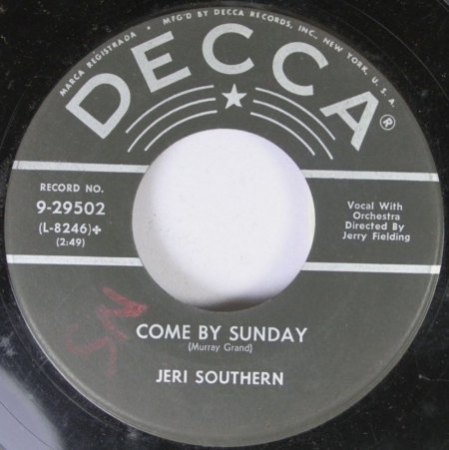 MARCA REGISTRADA • MFG'D BY DECCA RECORDS, INC., NEW YORK, U. S. A.
DECCA®
RECORD NO.
9-29502
(L-8246)+
(2:49)
Vocal With
Orchestra
Directed By
Jerry Fielding
COME BY SUNDAY
(Murray Grand)
JERI SOUTHERN